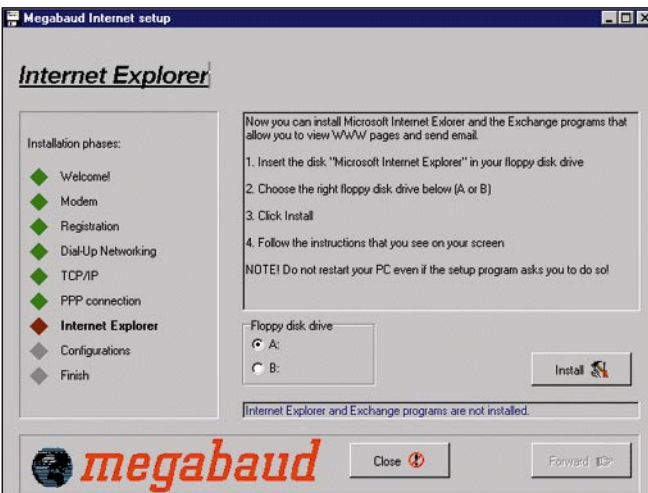 Megabaud Internet setup
Internet Explorer
Installation phases:
Welcome!
Modem
Registration
Dial-Up Networking
TCP/IP
PPP connection
Internet Explorer
Configurations
Finish
Now you can install Microsoft Internet Exlorer and the Exchange programs that
allow you to view WWW pages and send email.
1. Insert the disk "Microsoft Internet Explorer" in your floppy disk drive
2. Choose the right floppy disk drive below (A or B)
3. Click Install
4. Follow the instructions that you see on your screen
NOTE! Do not restart your PC even if the setup program asks you to do so!
Floppy disk drive
A:
B:
Install
Internet Explorer and Exchange programs are not installed.
megabaud
Close
Forward